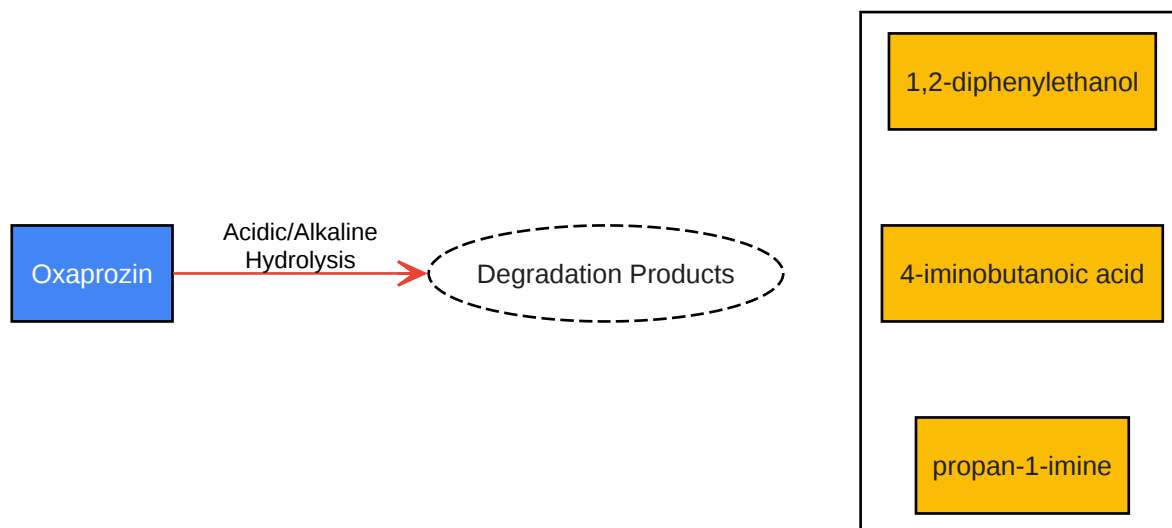 1,2-diphenylethanol
Acidic/Alkaline
Hydrolysis
Oxaprozin
Degradation Products
4-iminobutanoic acid
propan-1-imine